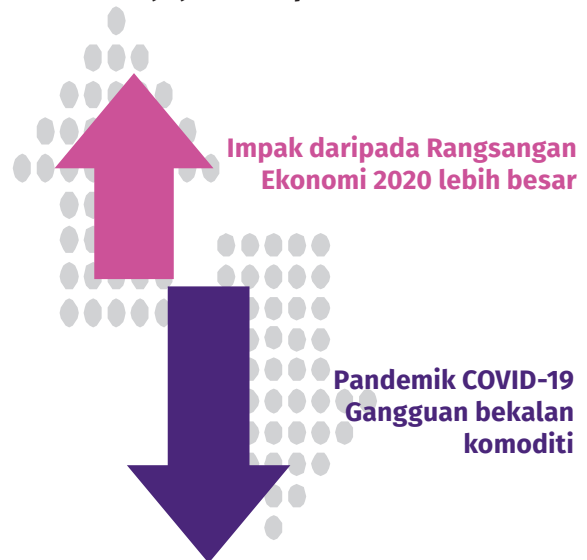 Impak daripada Rangsangan
Ekonomi 2020 lebih besar
Pandemik COVID-19
Gangguan bekalan
komoditi